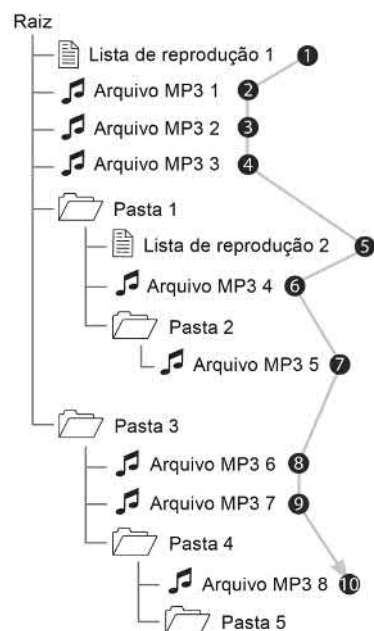 Raiz
Lista de reprodução 1 1
Arquivo MP3 1 2
Arquivo MP3 2 3
Arquivo MP3 3 4
Pasta 1
Lista de reprodução 2 5
Arquivo MP3 4 6
Pasta 2
Arquivo MP3 5 7
Pasta 3
Arquivo MP3 6 8
Arquivo MP3 7 9
Pasta 4
Arquivo MP3 8 10
Pasta 5